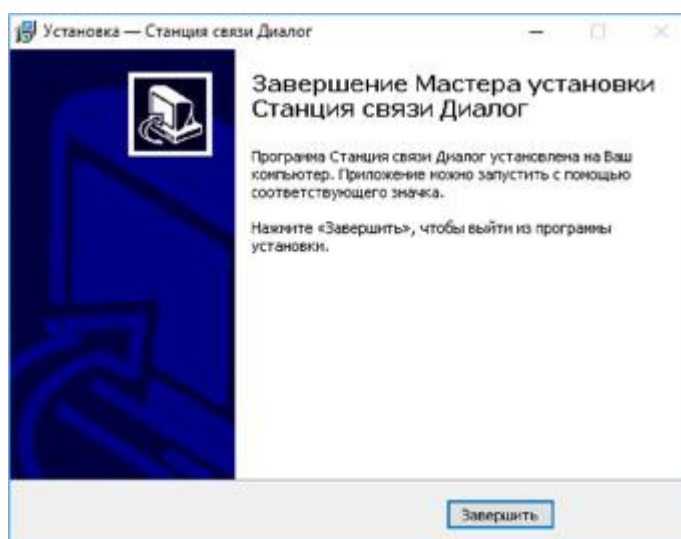 Установка — Станция связи Диалог
Завершение Мастера установки
Станция связи Диалог
Программа Станция связи Диалог установлена на Ваш
компьютер. Приложение можно запустить с помощью
соответствующего значка.
Нажмите «Завершить», чтобы выйти из программы
установки.
Завершить